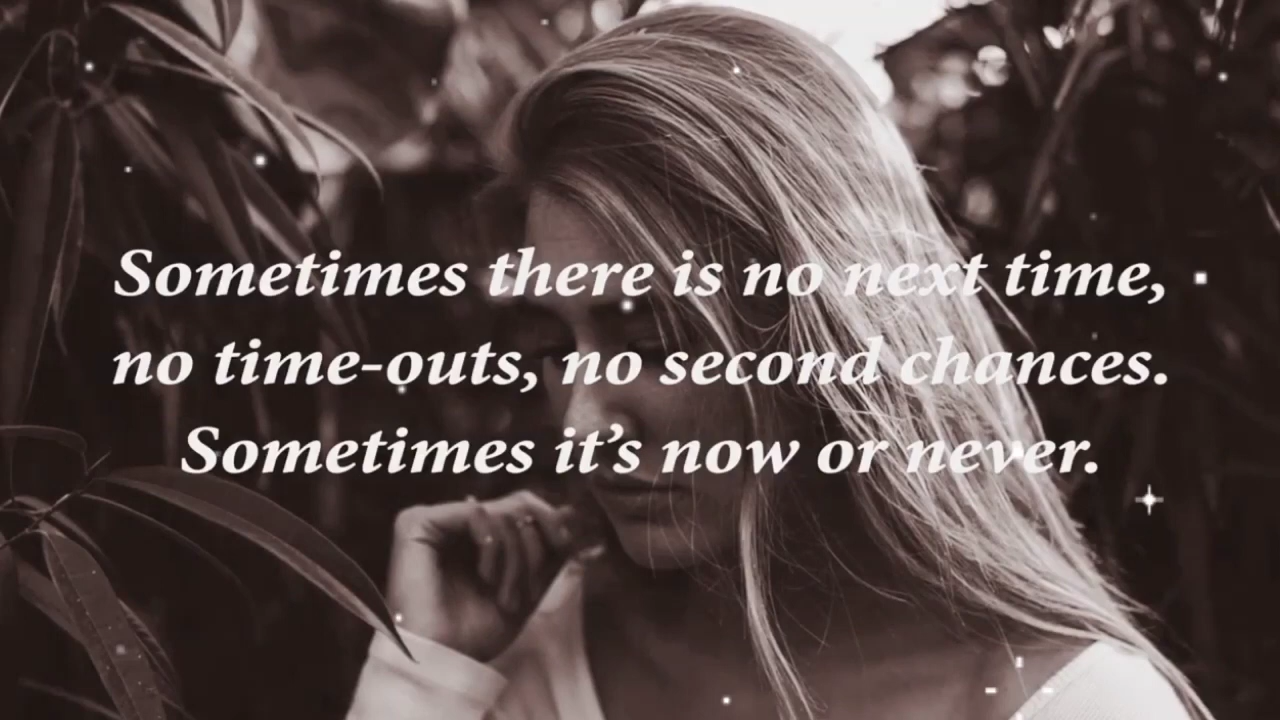 Sometimes there is no next time,
no time-outs, no second chances.
Sometimes it’s now or never.